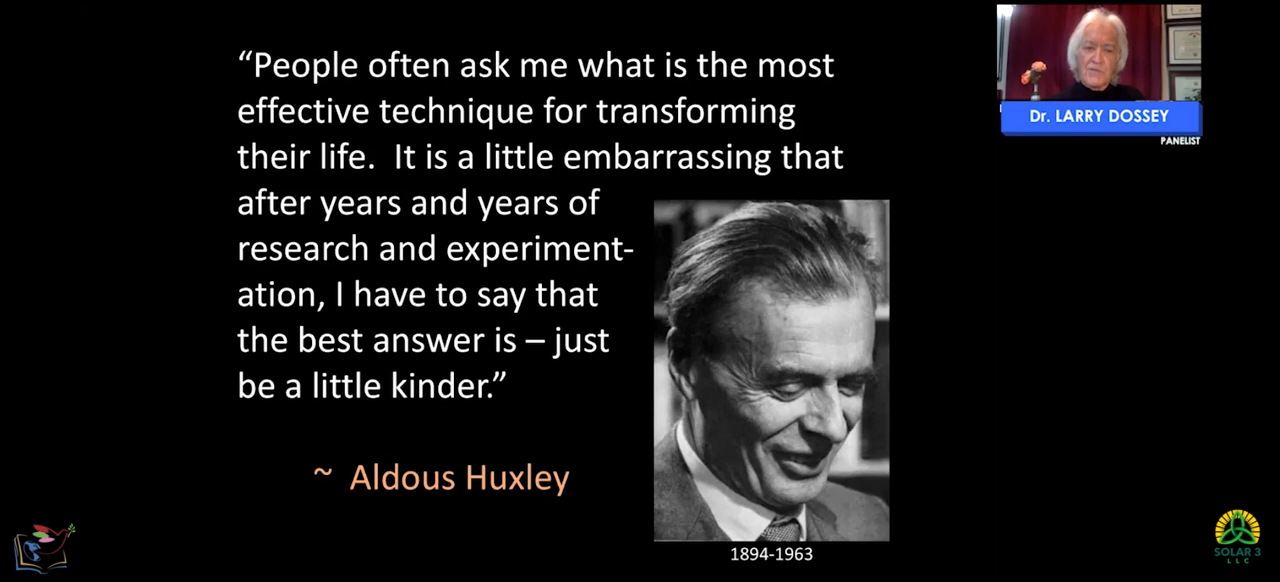 “People often ask me what is the most
effective technique for transforming
their life.  It is a little embarrassing that
after years and years of
research and experiment-
ation, I have to say that
the best answer is – just
be a little kinder.”
~ Aldous Huxley
1894-1963
Dr. LARRY DOSSEY
PANELIST
SOLAR 3
LLC